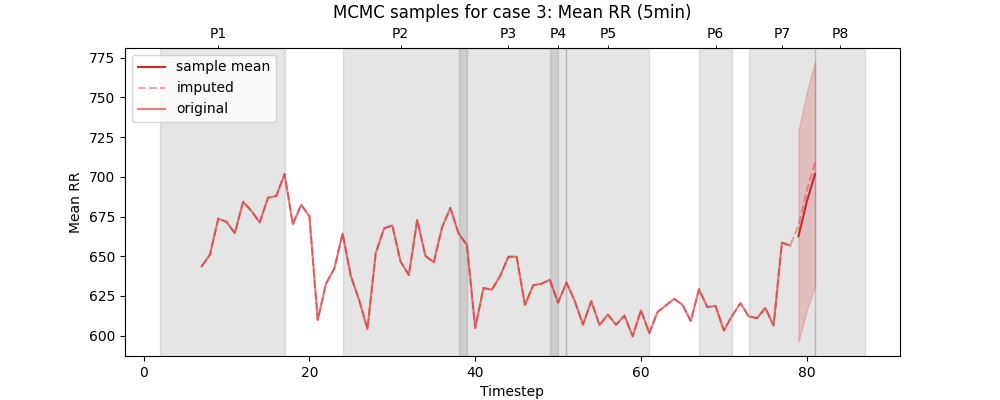 MCMC samples for case 3: Mean RR (5min)
P1 P2 P3 P4 P5 P6 P7 P8
sample mean
imputed
original
775
750
725
700
675
650
625
600
Mean RR
0 20 40 60 80
Timestep